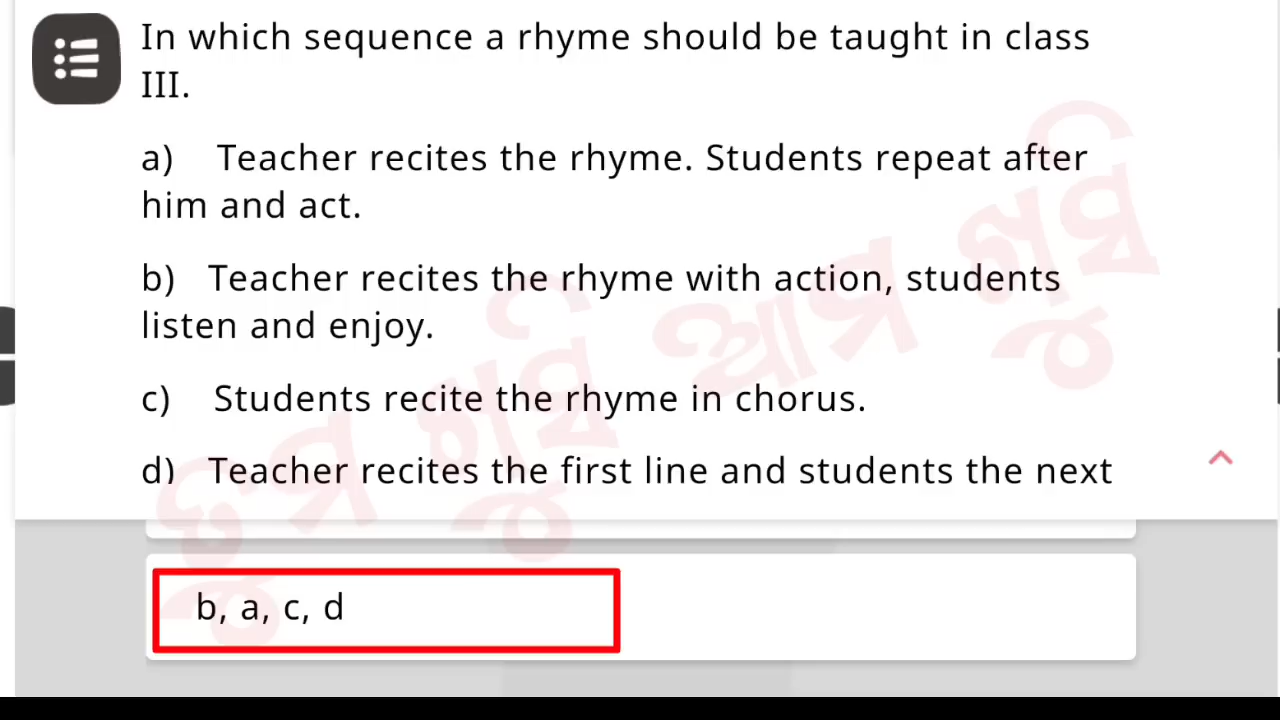 In which sequence a rhyme should be taught in class
III.
a) Teacher recites the rhyme. Students repeat after
him and act.
b) Teacher recites the rhyme with action, students
listen and enjoy.
c) Students recite the rhyme in chorus.
d) Teacher recites the first line and students the next
b, a, c, d
ତୁମ ଖୁସି ଆମ ଖୁସି